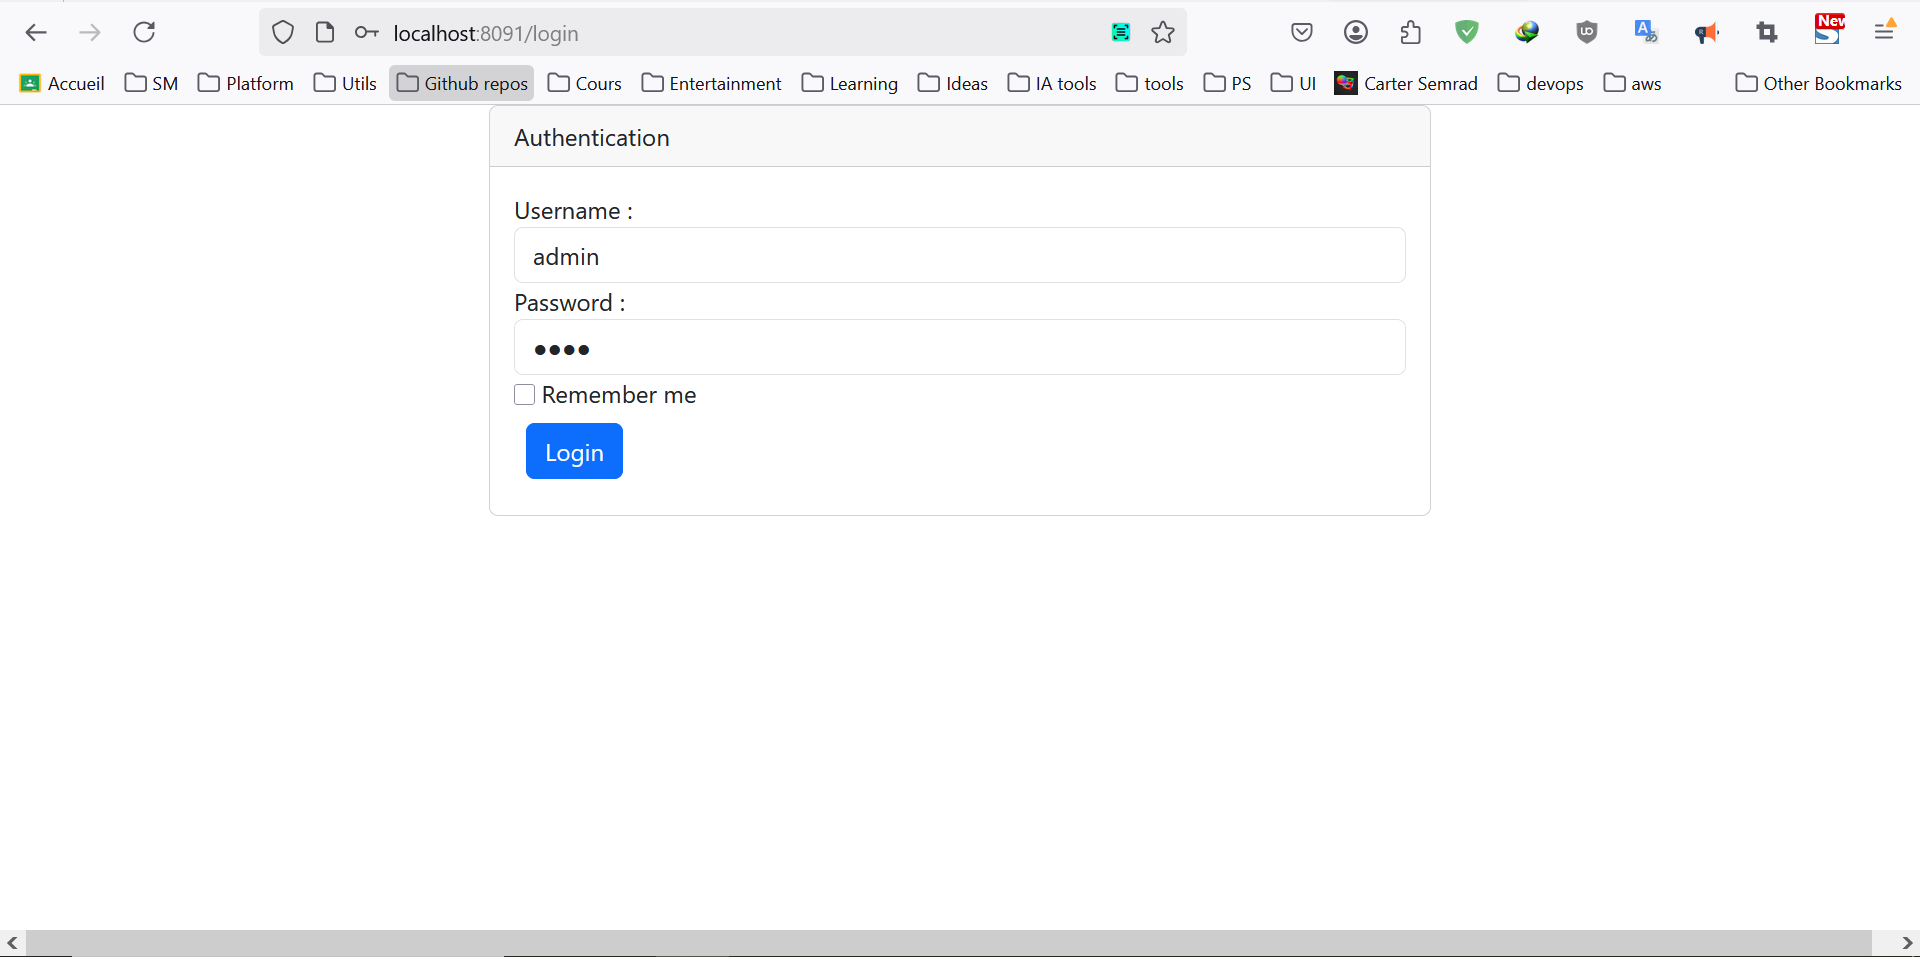 localhost:8091/login
New
Accueil SM Platform Utils Github repos Cours Entertainment Learning Ideas IA tools tools PS UI Carter Semrad devops aws Other Bookmarks
Authentication
Username :
admin
Password :
••••
Remember me
Login